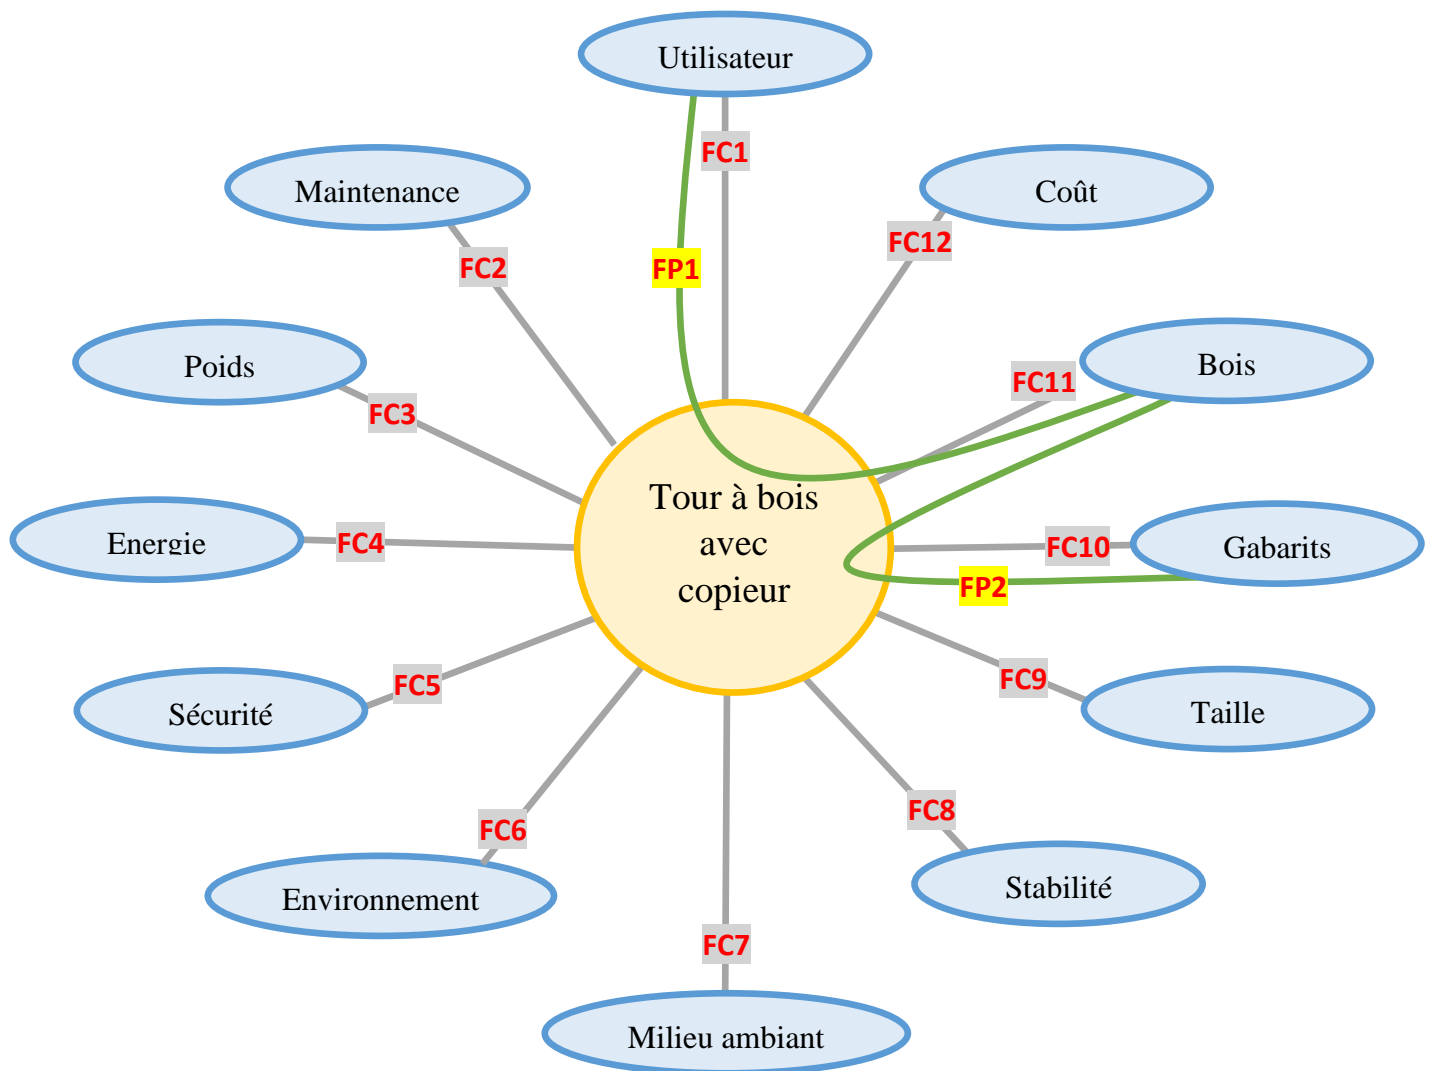 Utilisateur
FC1
Maintenance
Coût
FC12
FC2
FP1
Poids
Bois
FC11
FC3
Tour à bois
avec
copieur
Energie
FC4
FC10
Gabarits
FP2
FC5
FC9
Sécurité
Taille
FC8
FC6
Environnement
Stabilité
FC7
Milieu ambiant